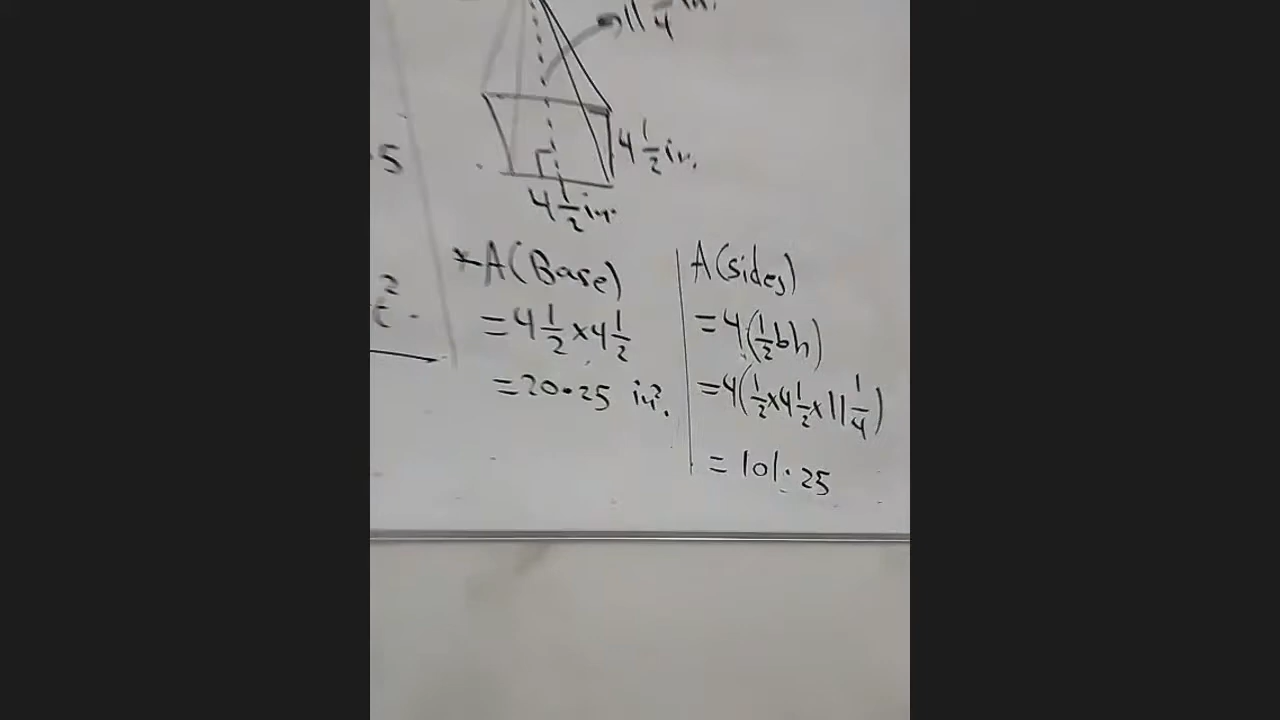 11 1/4 in.
4 1/2 in.
4 1/2 in.
5
2
*A(Base)
= 4 1/2 x 4 1/2
= 20.25 in².
A(sides)
= 4(1/2 bh)
= 4(1/2 x 4 1/2 x 11 1/4)
= 101.25